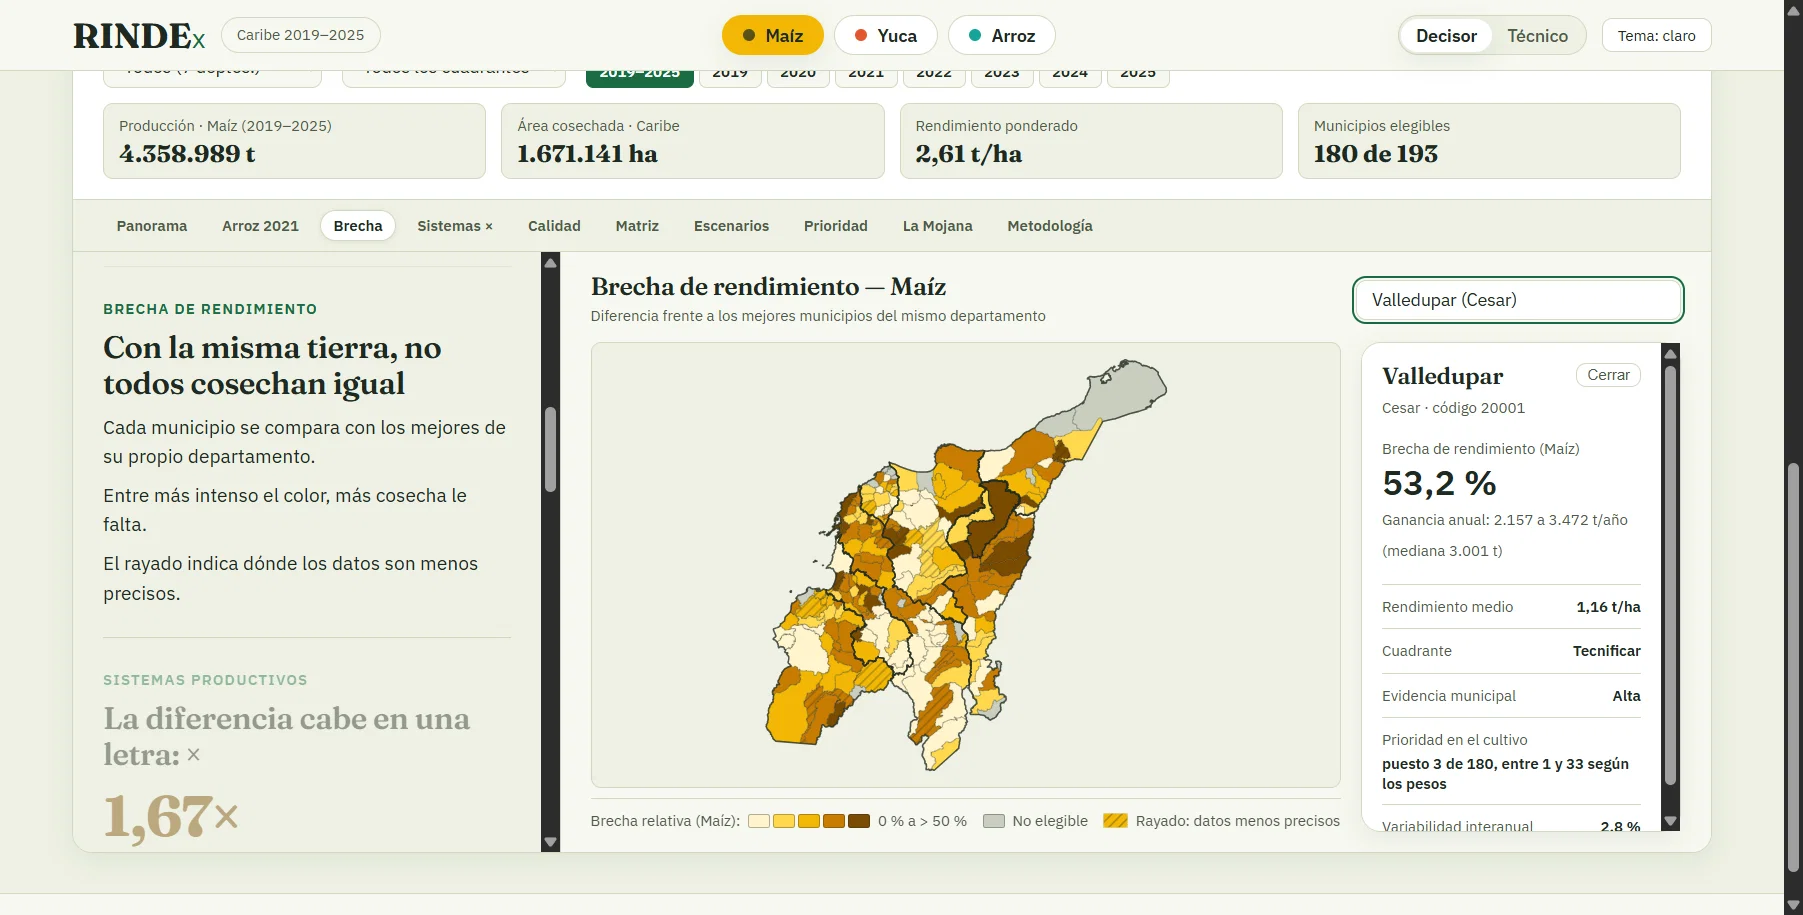 RINDEx
Caribe 2019–2025
Maíz
Yuca
Arroz
Decisor
Técnico
Tema: claro
Todos (7 deptos.)
Todos los cuadrantes
2019–2025
2019
2020
2021
2022
2023
2024
2025
Producción · Maíz (2019–2025)
4.358.989 t
Área cosechada · Caribe
1.671.141 ha
Rendimiento ponderado
2,61 t/ha
Municipios elegibles
180 de 193
Panorama
Arroz 2021
Brecha
Sistemas ×
Calidad
Matriz
Escenarios
Prioridad
La Mojana
Metodología
BRECHA DE RENDIMIENTO
Con la misma tierra, no
todos cosechan igual
Cada municipio se compara con los mejores de
su propio departamento.
Entre más intenso el color, más cosecha le
falta.
El rayado indica dónde los datos son menos
precisos.
SISTEMAS PRODUCTIVOS
La diferencia cabe en una
letra: ×
1,67×
Brecha de rendimiento — Maíz
Diferencia frente a los mejores municipios del mismo departamento
Valledupar (Cesar)
Valledupar
Cerrar
Cesar · código 20001
Brecha de rendimiento (Maíz)
53,2 %
Ganancia anual: 2.157 a 3.472 t/año
(mediana 3.001 t)
Rendimiento medio
1,16 t/ha
Cuadrante
Tecnificar
Evidencia municipal
Alta
Prioridad en el cultivo
puesto 3 de 180, entre 1 y 33 según
los pesos
Variabilidad interanual
2,8 %
Brecha relativa (Maíz):
0 % a > 50 %
No elegible
Rayado: datos menos precisos